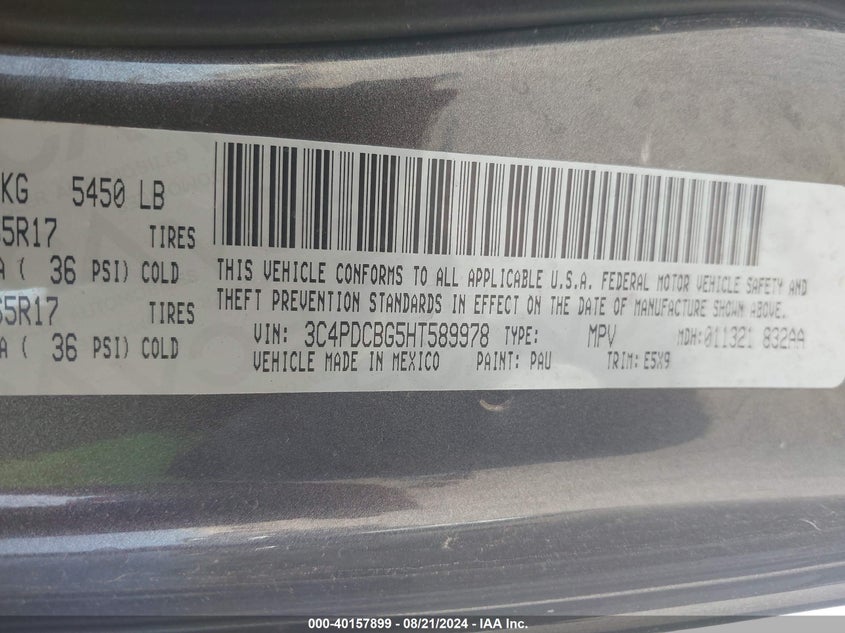 KG 5450 LB
5R17 TIRES
A ( 36 PSI) COLD
5R17 TIRES
A ( 36 PSI) COLD
THIS VEHICLE CONFORMS TO ALL APPLICABLE U.S.A. FEDERAL MOTOR VEHICLE SAFETY AND
THEFT PREVENTION STANDARDS IN EFFECT ON THE DATE OF MANUFACTURE SHOWN ABOVE.
VIN: 3C4PDCBG5HT589978 TYPE: MPV MDH: 011321 832AA
VEHICLE MADE IN MEXICO PAINT: PAU TRIM: E5X9
000-40157899 - 08/21/2024 - IAA Inc.